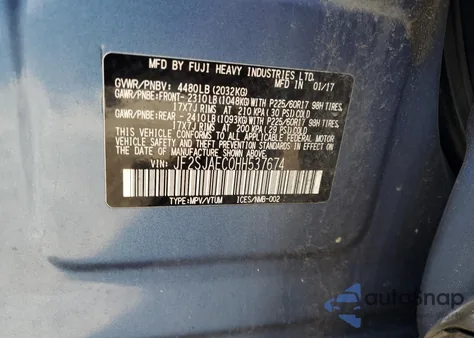 MFD BY FUJI HEAVY INDUSTRIES LTD.
MFD IN 01/17
GVWR/PNBV: 4480LB (2032KG)
GAWR/PNBE:FRONT- 2310LB (1048KG) WITH P225/60R17 98H TIRES,
17X7J RIMS AT 210 KPA (30 PSI) COLD
GAWR/PNBE:REAR - 2410LB (1093KG) WITH P225/60R17 98H TIRES,
17X7J RIMS AT 200 KPA (29 PSI) COLD
THIS VEHICLE CONFORMS TO ALL APPLICABLE
FEDERAL MOTOR VEHICLE SAFETY STANDARDS
IN EFFECT ON THE DATE OF MANUFACTURE SHOWN ABOVE.
VIN: JF2SJAEC0HH537674
TYPE:MPV/VTUM ICES/NMB-002
autoSnap